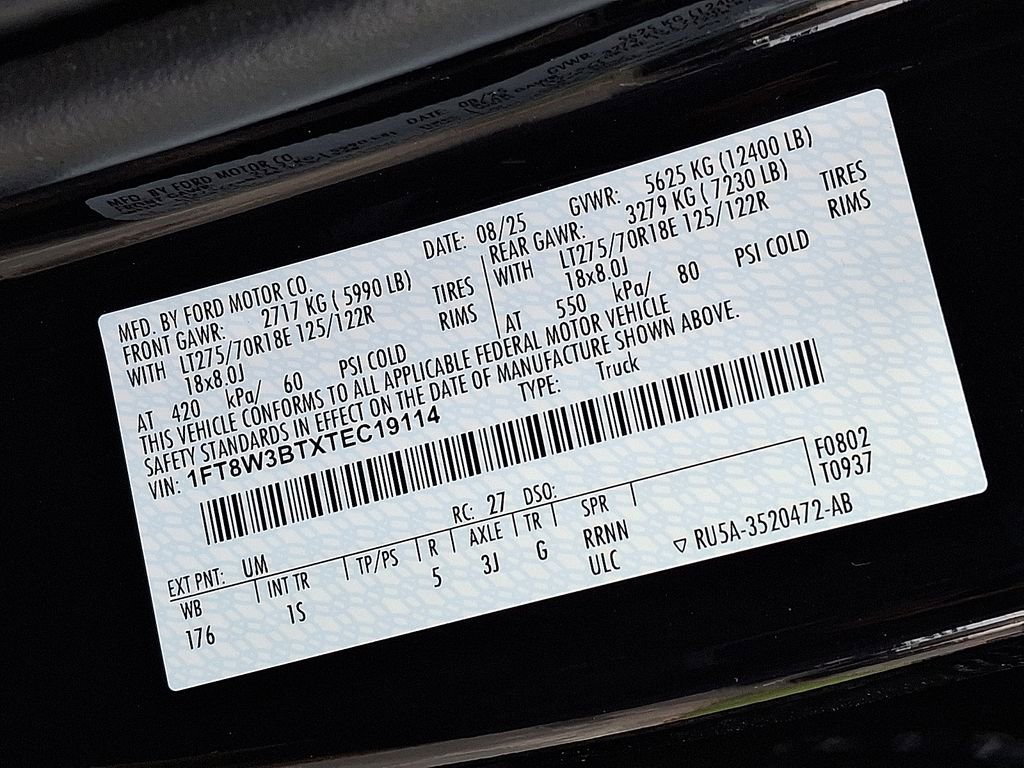 MFD. BY FORD MOTOR CO. DATE: 08/25 GVWR: 5625 KG (12400 LB)
FRONT GAWR: 2717 KG ( 5990 LB) REAR GAWR: 3279 KG ( 7230 LB)
WITH LT275/70R18E 125/122R TIRES WITH LT275/70R18E 125/122R TIRES
18x8.0J RIMS 18x8.0J RIMS
AT 420 kPa/ 60 PSI COLD AT 550 kPa/ 80 PSI COLD
THIS VEHICLE CONFORMS TO ALL APPLICABLE FEDERAL MOTOR VEHICLE
SAFETY STANDARDS IN EFFECT ON THE DATE OF MANUFACTURE SHOWN ABOVE.
VIN: 1FT8W3BTXTEC19114 TYPE: Truck
F0802
T0937
EXT PNT: UM RC: 27 DSO:
WB INT TR TP/PS R AXLE TR SPR
176 1S 5 3J G RRNN
ULC
▽ RU5A-3520472-AB